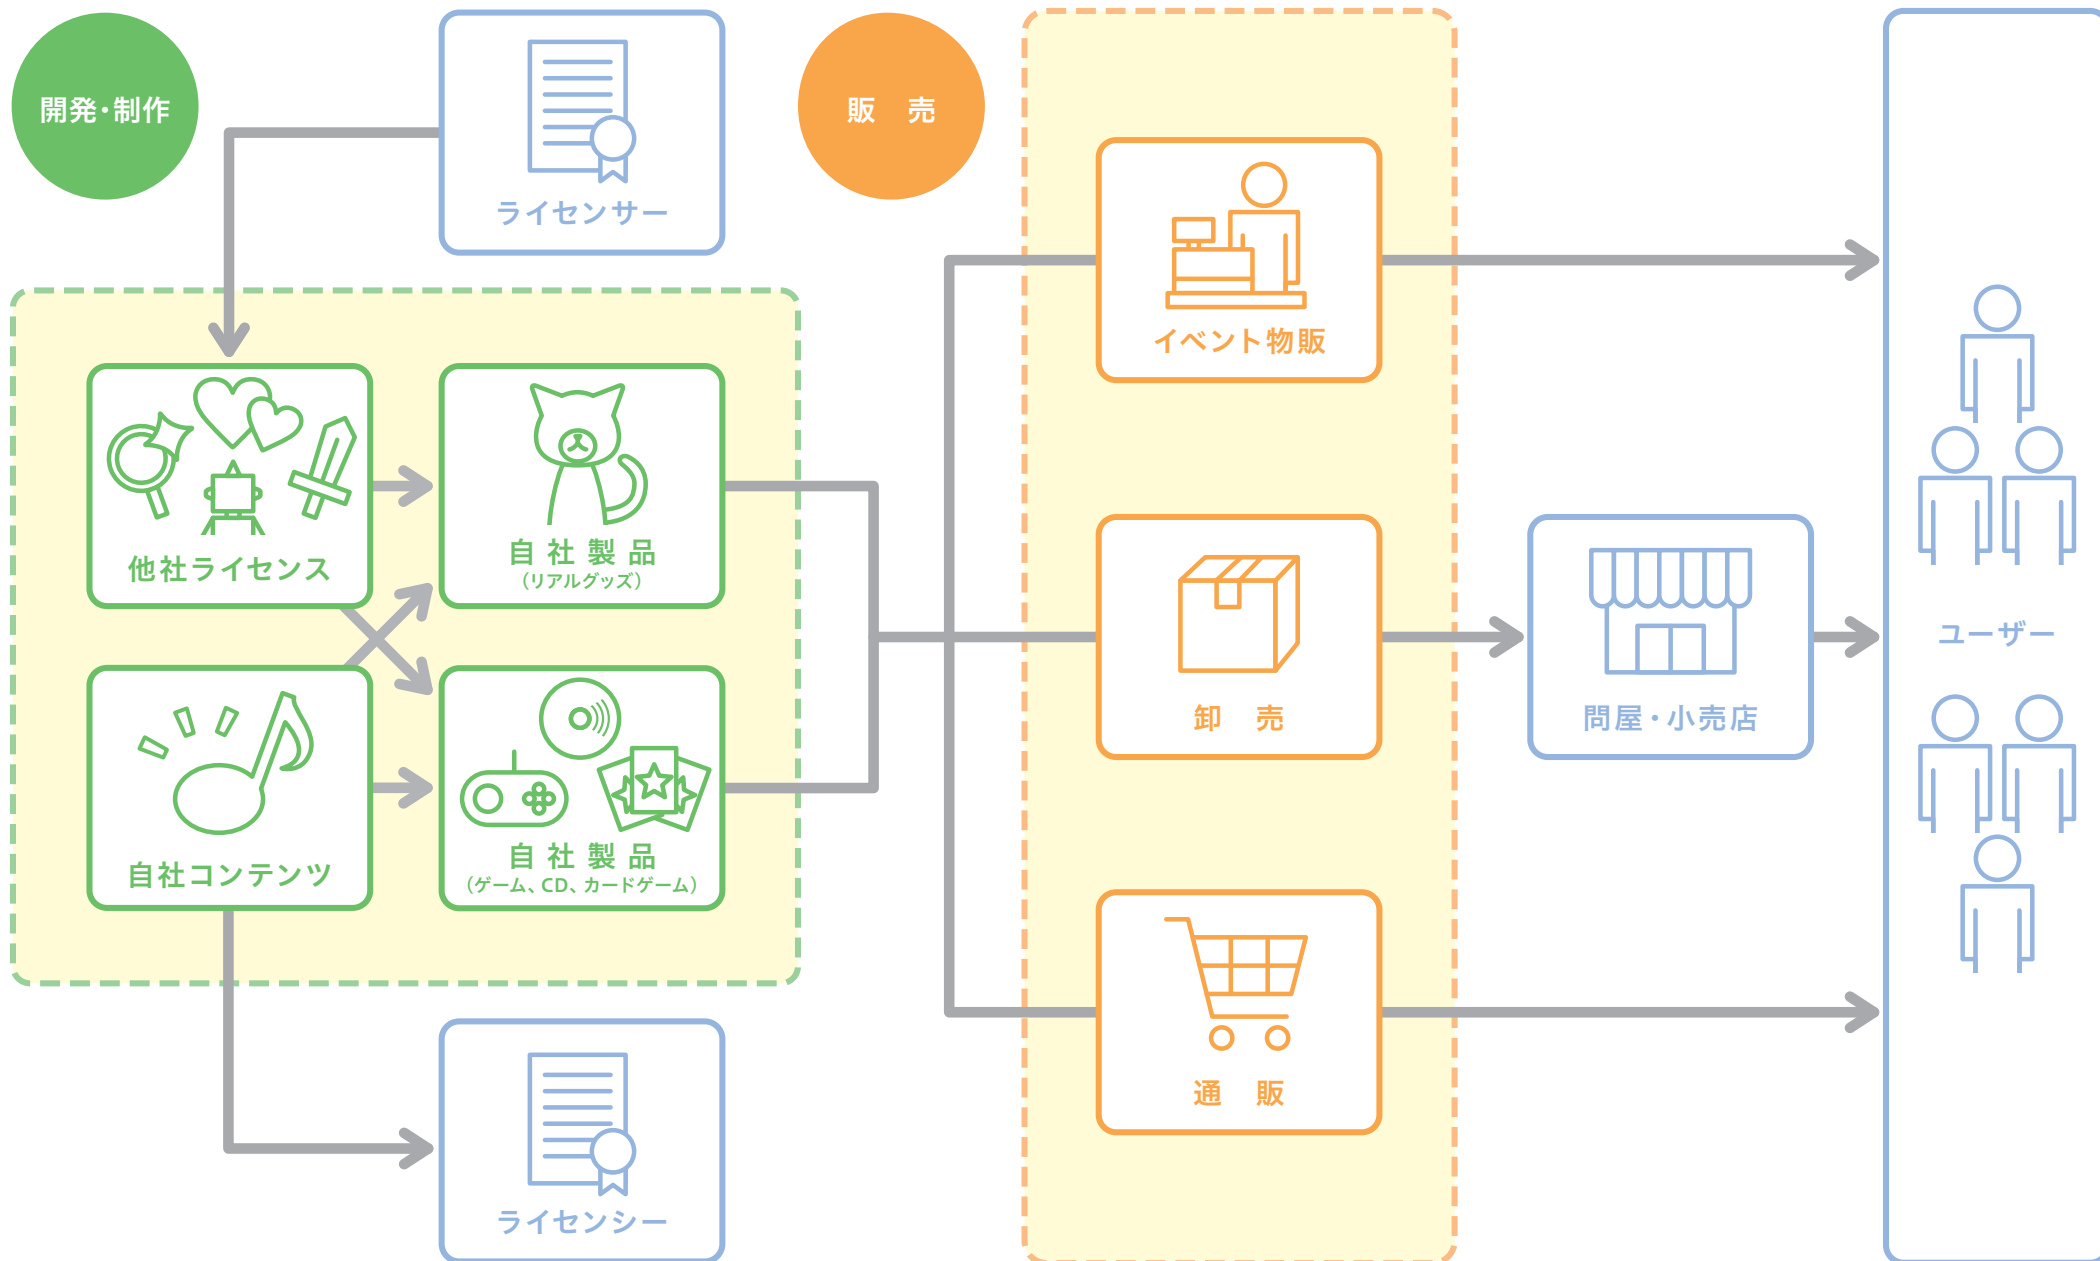 開発・制作
ライセンサー
販 売
他社ライセンス
自社製品
（リアルグッズ）
自社コンテンツ
自社製品
（ゲーム、CD、カードゲーム）
ライセンシー
イベント物販
卸 売
通 販
問屋・小売店
ユーザー